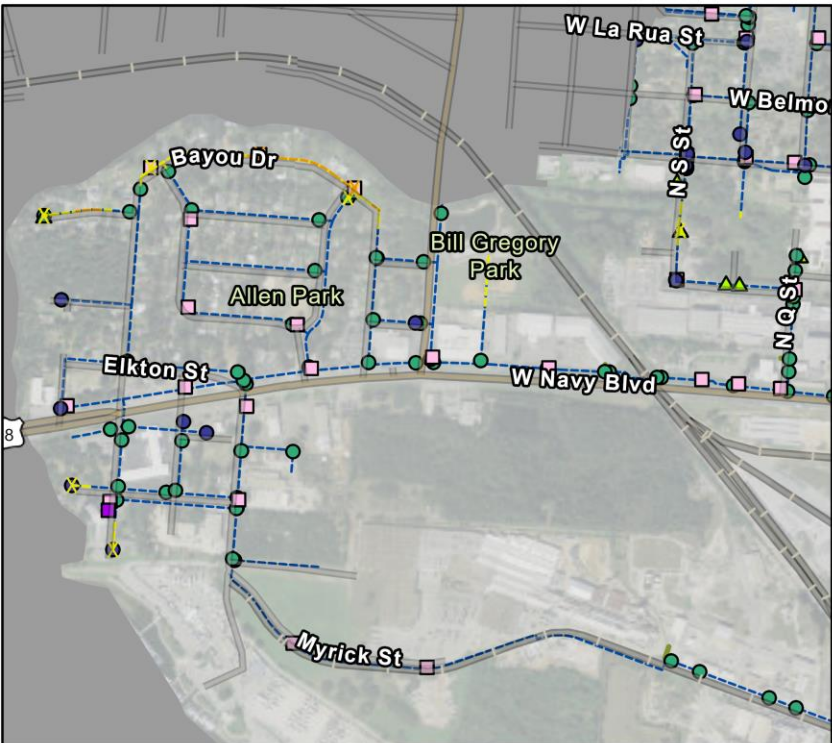 W La Rua St
W Belmo
N S St
Bayou Dr
Bill Gregory
Park
Allen Park
N Q St
Elkton St
W Navy Blvd
8
Myrick St